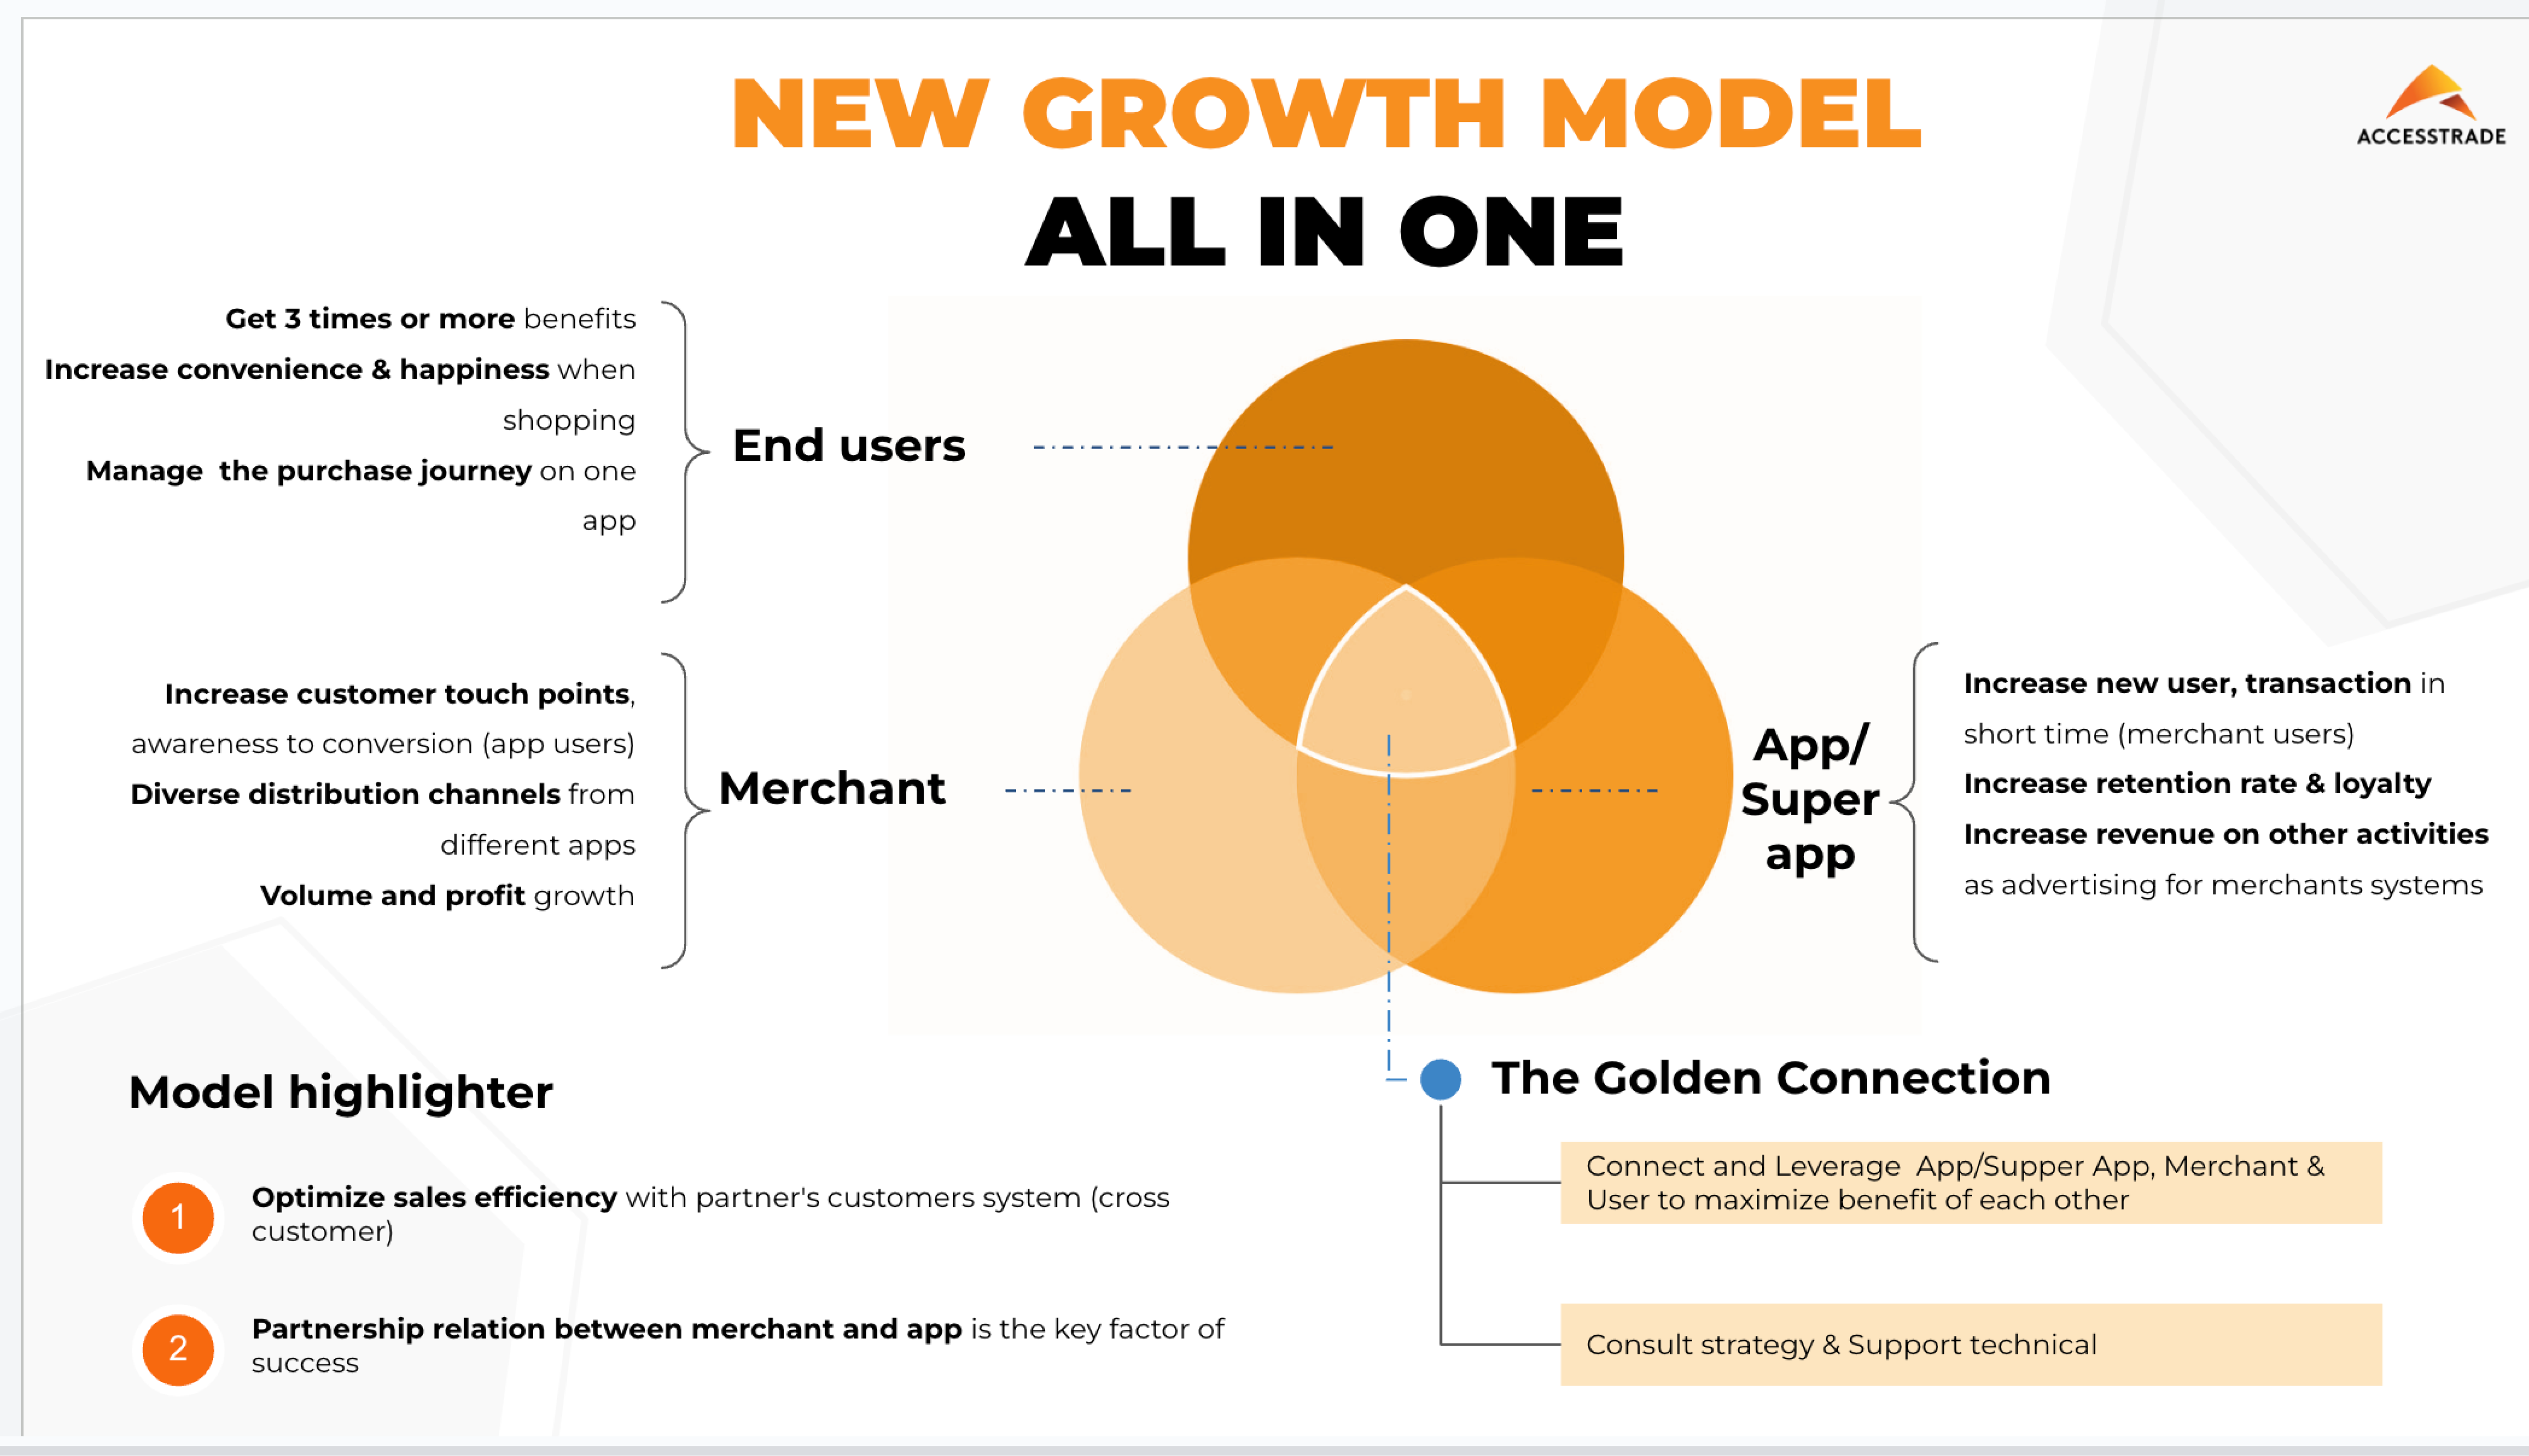 NEW GROWTH MODEL
ALL IN ONE
ACCESSTRADE
Get 3 times or more benefits
Increase convenience & happiness when
shopping
Manage the purchase journey on one
app
End users
Increase customer touch points,
awareness to conversion (app users)
Diverse distribution channels from
different apps
Volume and profit growth
Merchant
App/
Super
app
Increase new user, transaction in
short time (merchant users)
Increase retention rate & loyalty
Increase revenue on other activities
as advertising for merchants systems
Model highlighter
1
Optimize sales efficiency with partner's customers system (cross
customer)
2
Partnership relation between merchant and app is the key factor of
success
The Golden Connection
Connect and Leverage App/Supper App, Merchant &
User to maximize benefit of each other
Consult strategy & Support technical